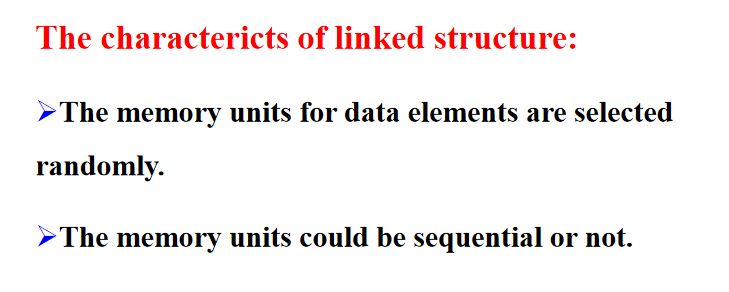 The charactericts of linked structure:
➢The memory units for data elements are selected
randomly.
➢The memory units could be sequential or not.